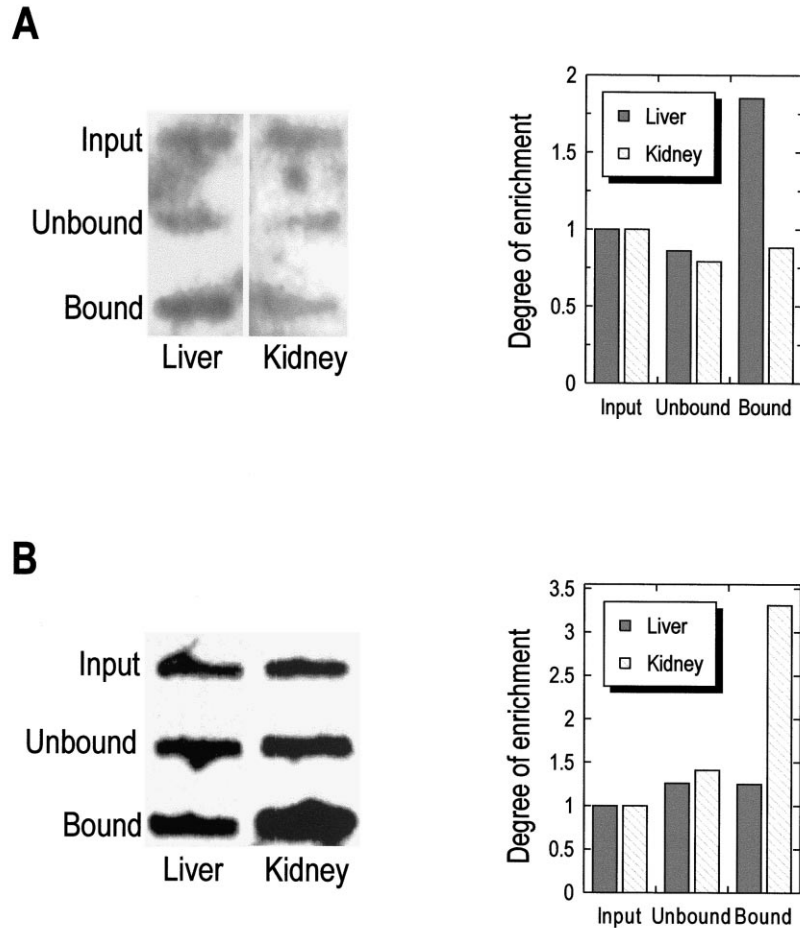 A
Input
Unbound
Bound
Liver Kidney
Degree of enrichment
2
1.5
1
0.5
0
Liver
Kidney
Input Unbound Bound
B
Input
Unbound
Bound
Liver Kidney
Degree of enrichment
3.5
3
2.5
2
1.5
1
0.5
0
Liver
Kidney
Input Unbound Bound